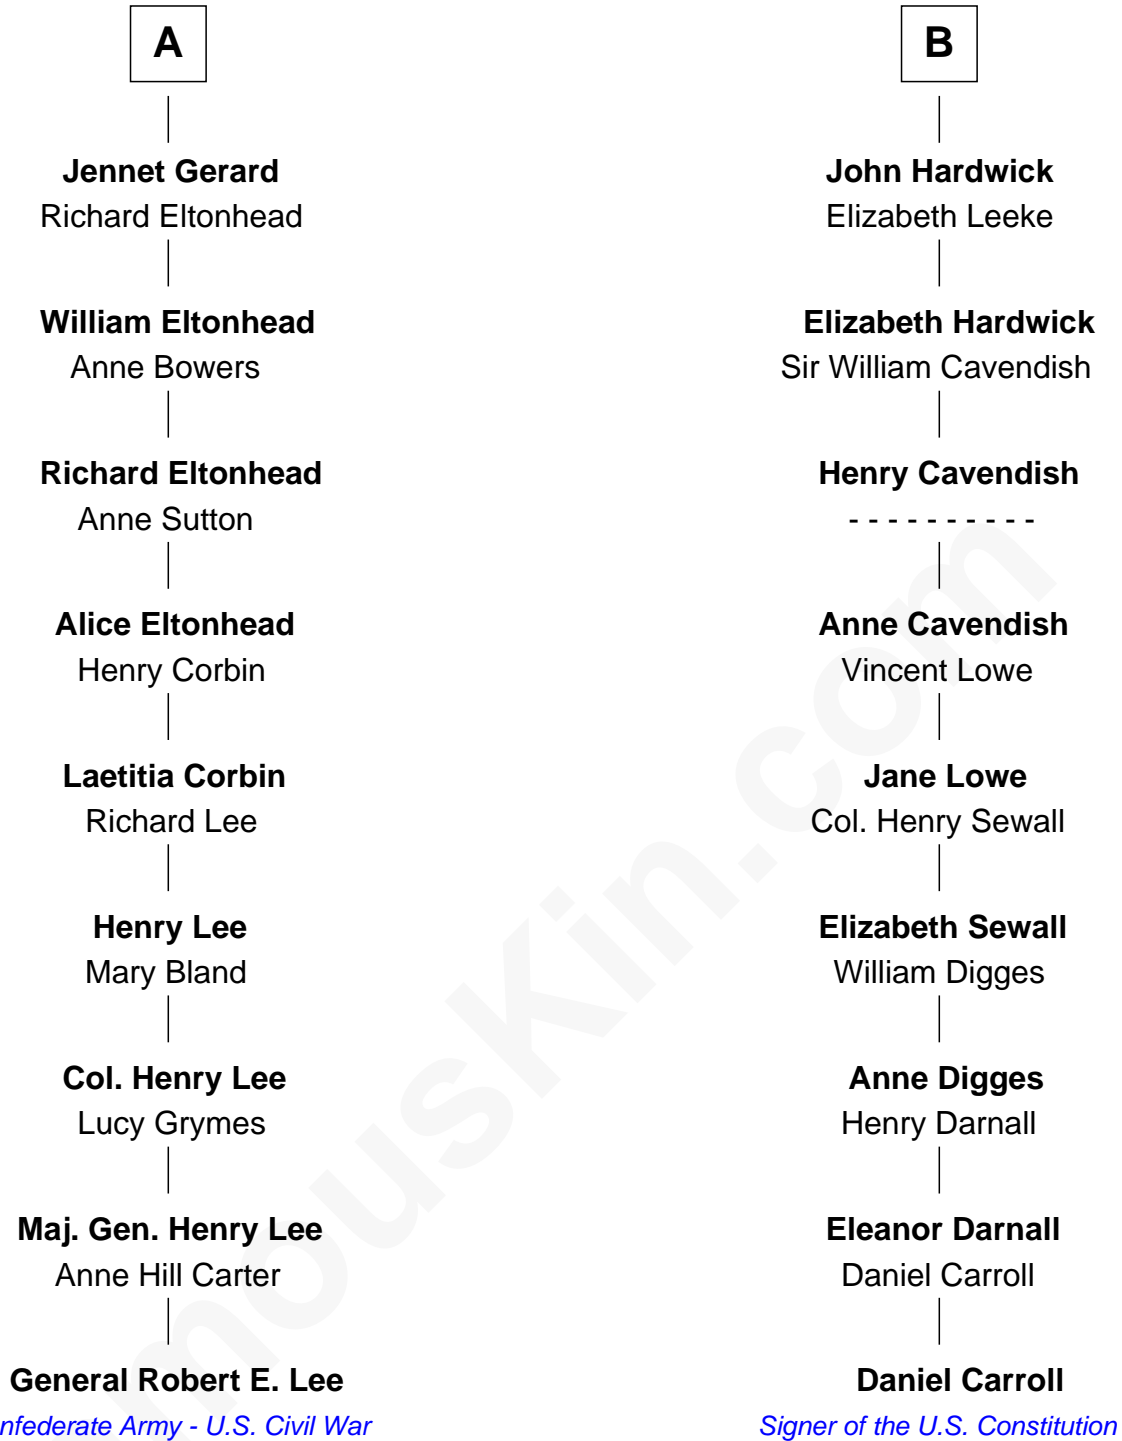 A
Jennet Gerard
Richard Eltonhead
William Eltonhead
Anne Bowers
Richard Eltonhead
Anne Sutton
Alice Eltonhead
Henry Corbin
Laetitia Corbin
Richard Lee
Henry Lee
Mary Bland
Col. Henry Lee
Lucy Grymes
Maj. Gen. Henry Lee
Anne Hill Carter
General Robert E. Lee
nfederate Army - U.S. Civil War
B
John Hardwick
Elizabeth Leeke
Elizabeth Hardwick
Sir William Cavendish
Henry Cavendish
- - - - - - - - - -
Anne Cavendish
Vincent Lowe
Jane Lowe
Col. Henry Sewall
Elizabeth Sewall
William Digges
Anne Digges
Henry Darnall
Eleanor Darnall
Daniel Carroll
Daniel Carroll
Signer of the U.S. Constitution
mousKin.com